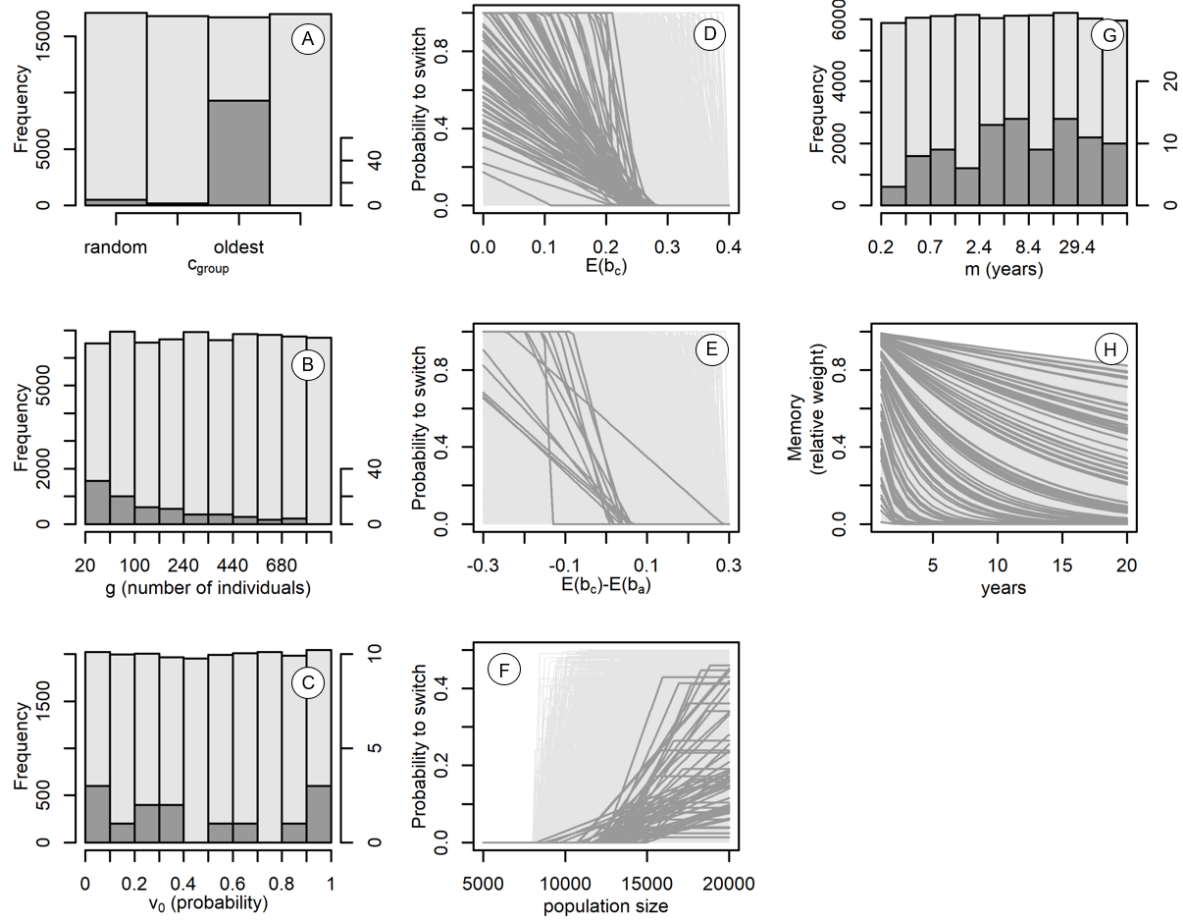 A
Frequency
0 5000 15000
0 40
random oldest
c_group
D
Probability to switch
0.0 0.4 0.8
0.0 0.1 0.2 0.3 0.4
E(b_c)
G
Frequency
0 2000 4000 6000
0 10 20
0.2 0.7 2.4 8.4 29.4
m (years)
B
Frequency
0 2000 5000
0 40
20 100 240 440 680
g (number of individuals)
E
Probability to switch
0.0 0.4 0.8
-0.3 -0.1 0.1 0.3
E(b_c)-E(b_a)
H
Memory
(relative weight)
0.0 0.4 0.8
5 10 15 20
years
C
Frequency
0 500 1500
0 5 10
0 0.2 0.4 0.6 0.8 1
v_0 (probability)
F
Probability to switch
0.0 0.2 0.4
5000 10000 15000 20000
population size